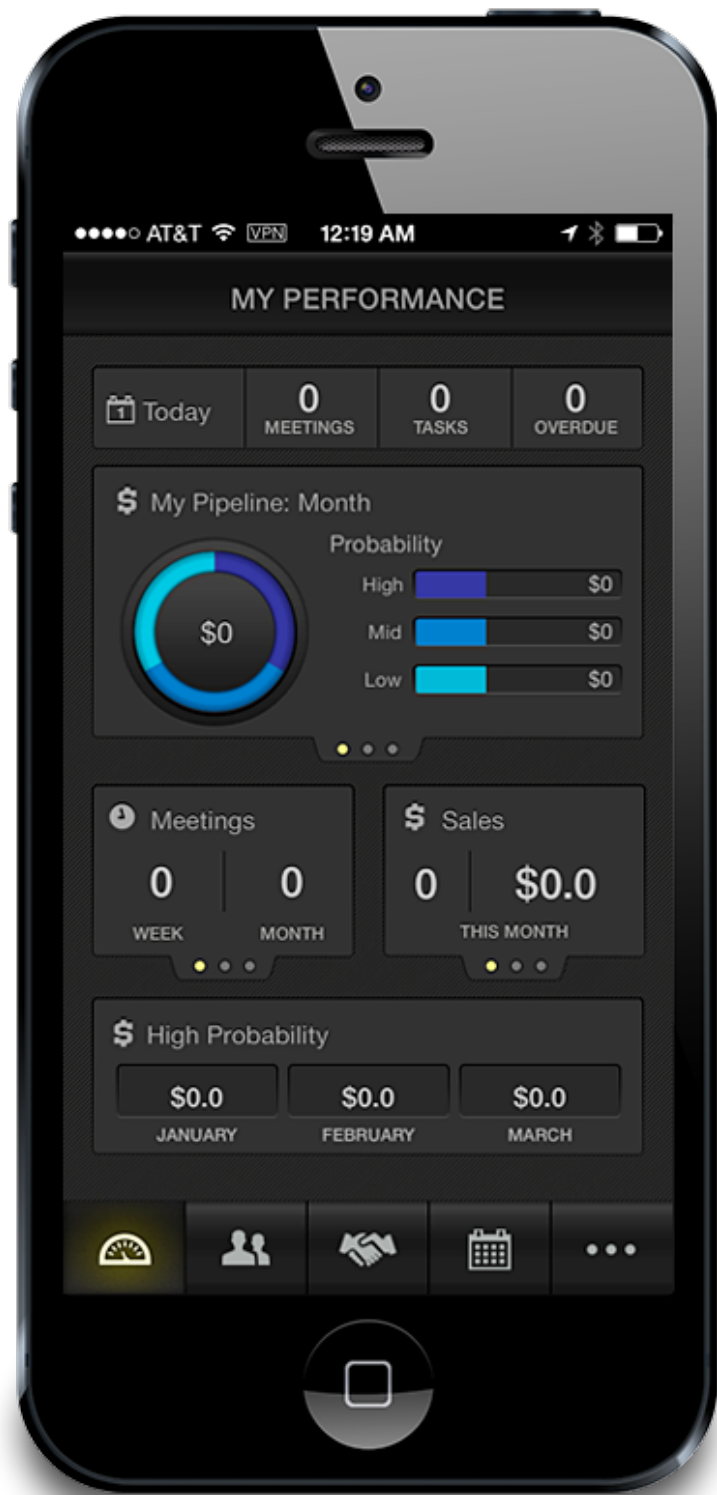 AT&T VPN 12:19 AM
MY PERFORMANCE
1 Today 0 MEETINGS 0 TASKS 0 OVERDUE
$ My Pipeline: Month
Probability
$0
High $0
Mid $0
Low $0
Meetings
0 0
WEEK MONTH
$ Sales
0 $0.0
THIS MONTH
$ High Probability
$0.0 $0.0 $0.0
JANUARY FEBRUARY MARCH